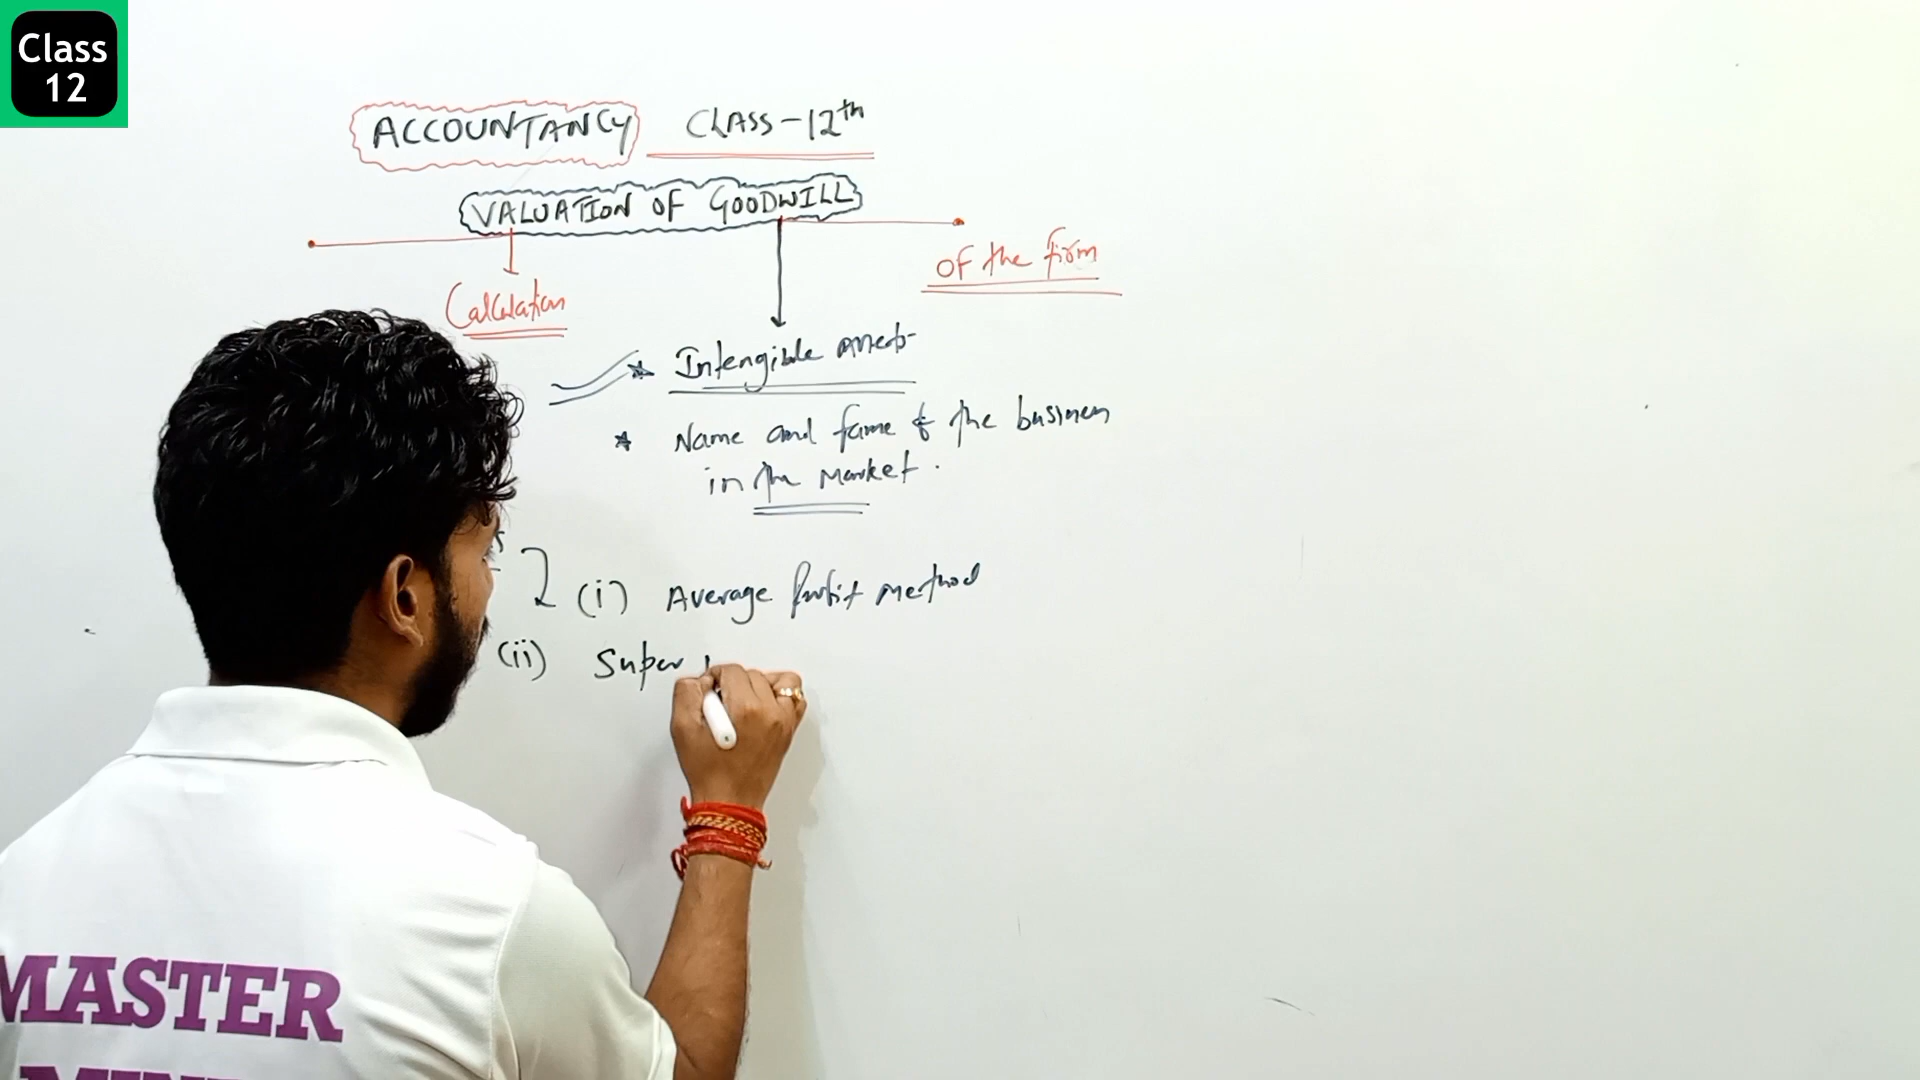 Class
12
ACCOUNTANCY CLASS-12th
VALUATION OF GOODWILL
OF the firm
Calculation
* Intengible
* Name and fame of the business
in the Market.
(i) Average Profit Method
(ii) Super
MASTER